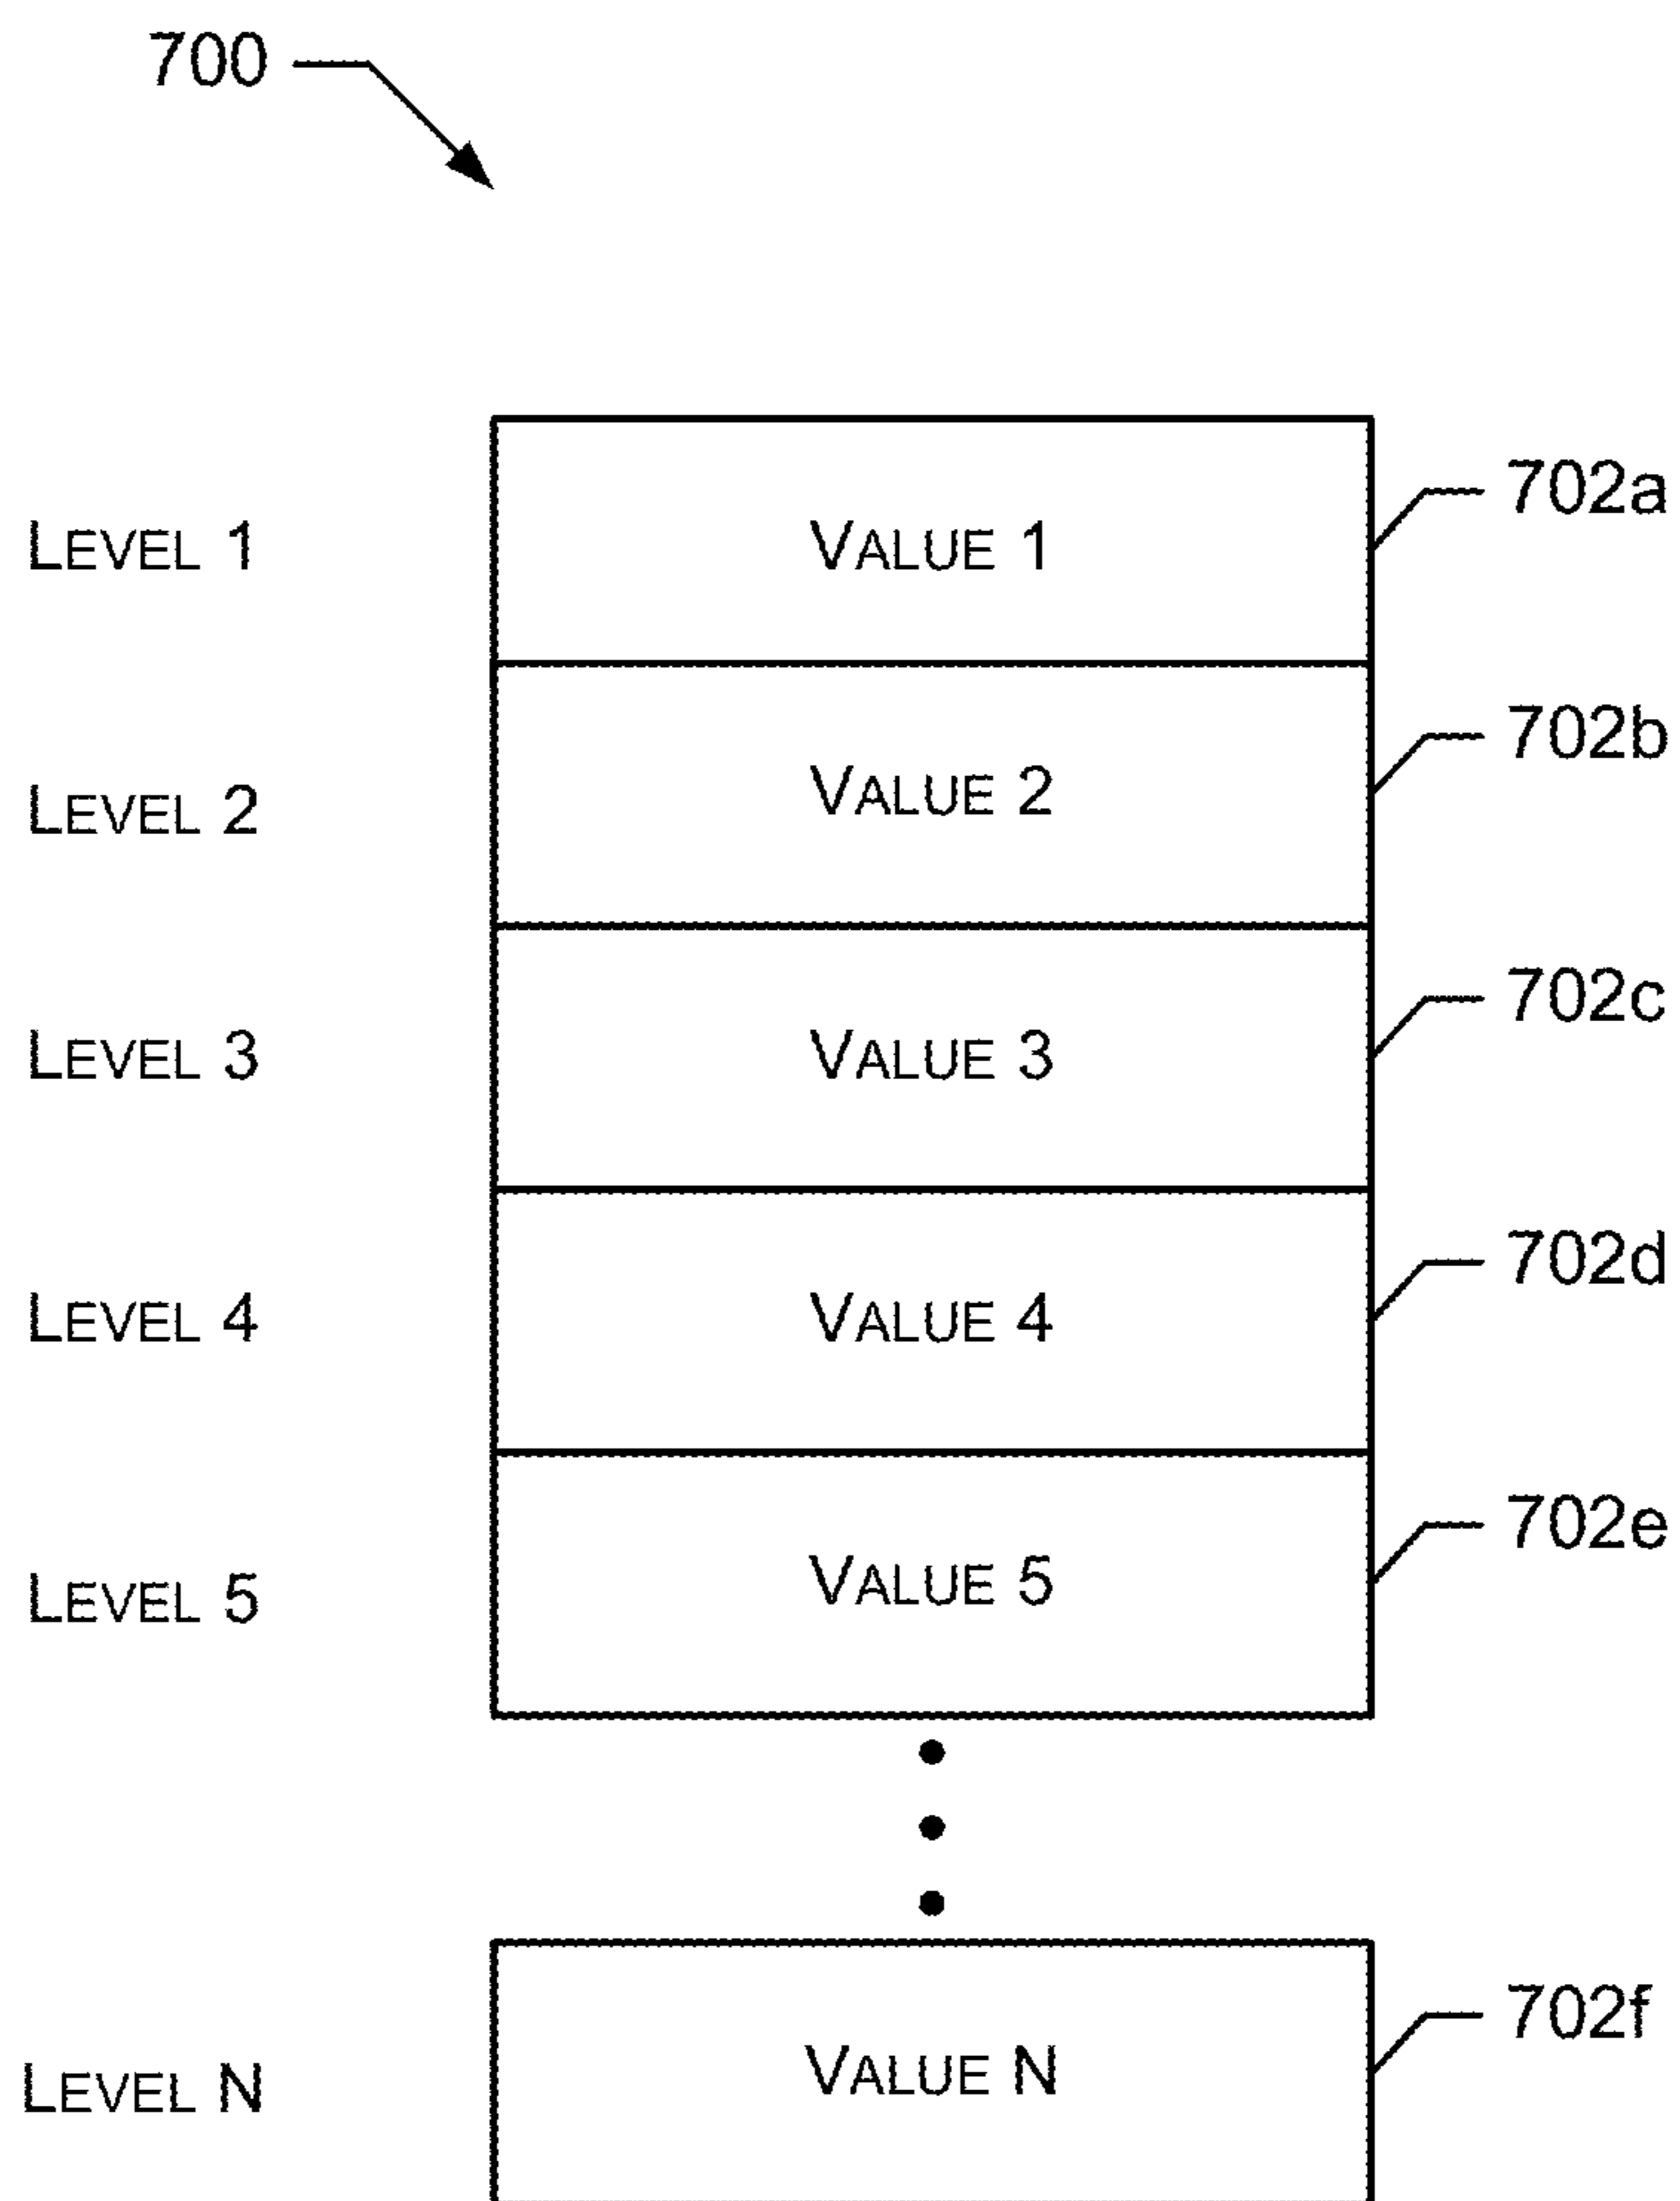 700
LEVEL 1 VALUE 1 702a
LEVEL 2 VALUE 2 702b
LEVEL 3 VALUE 3 702c
LEVEL 4 VALUE 4 702d
LEVEL 5 VALUE 5 702e
LEVEL N VALUE N 702f